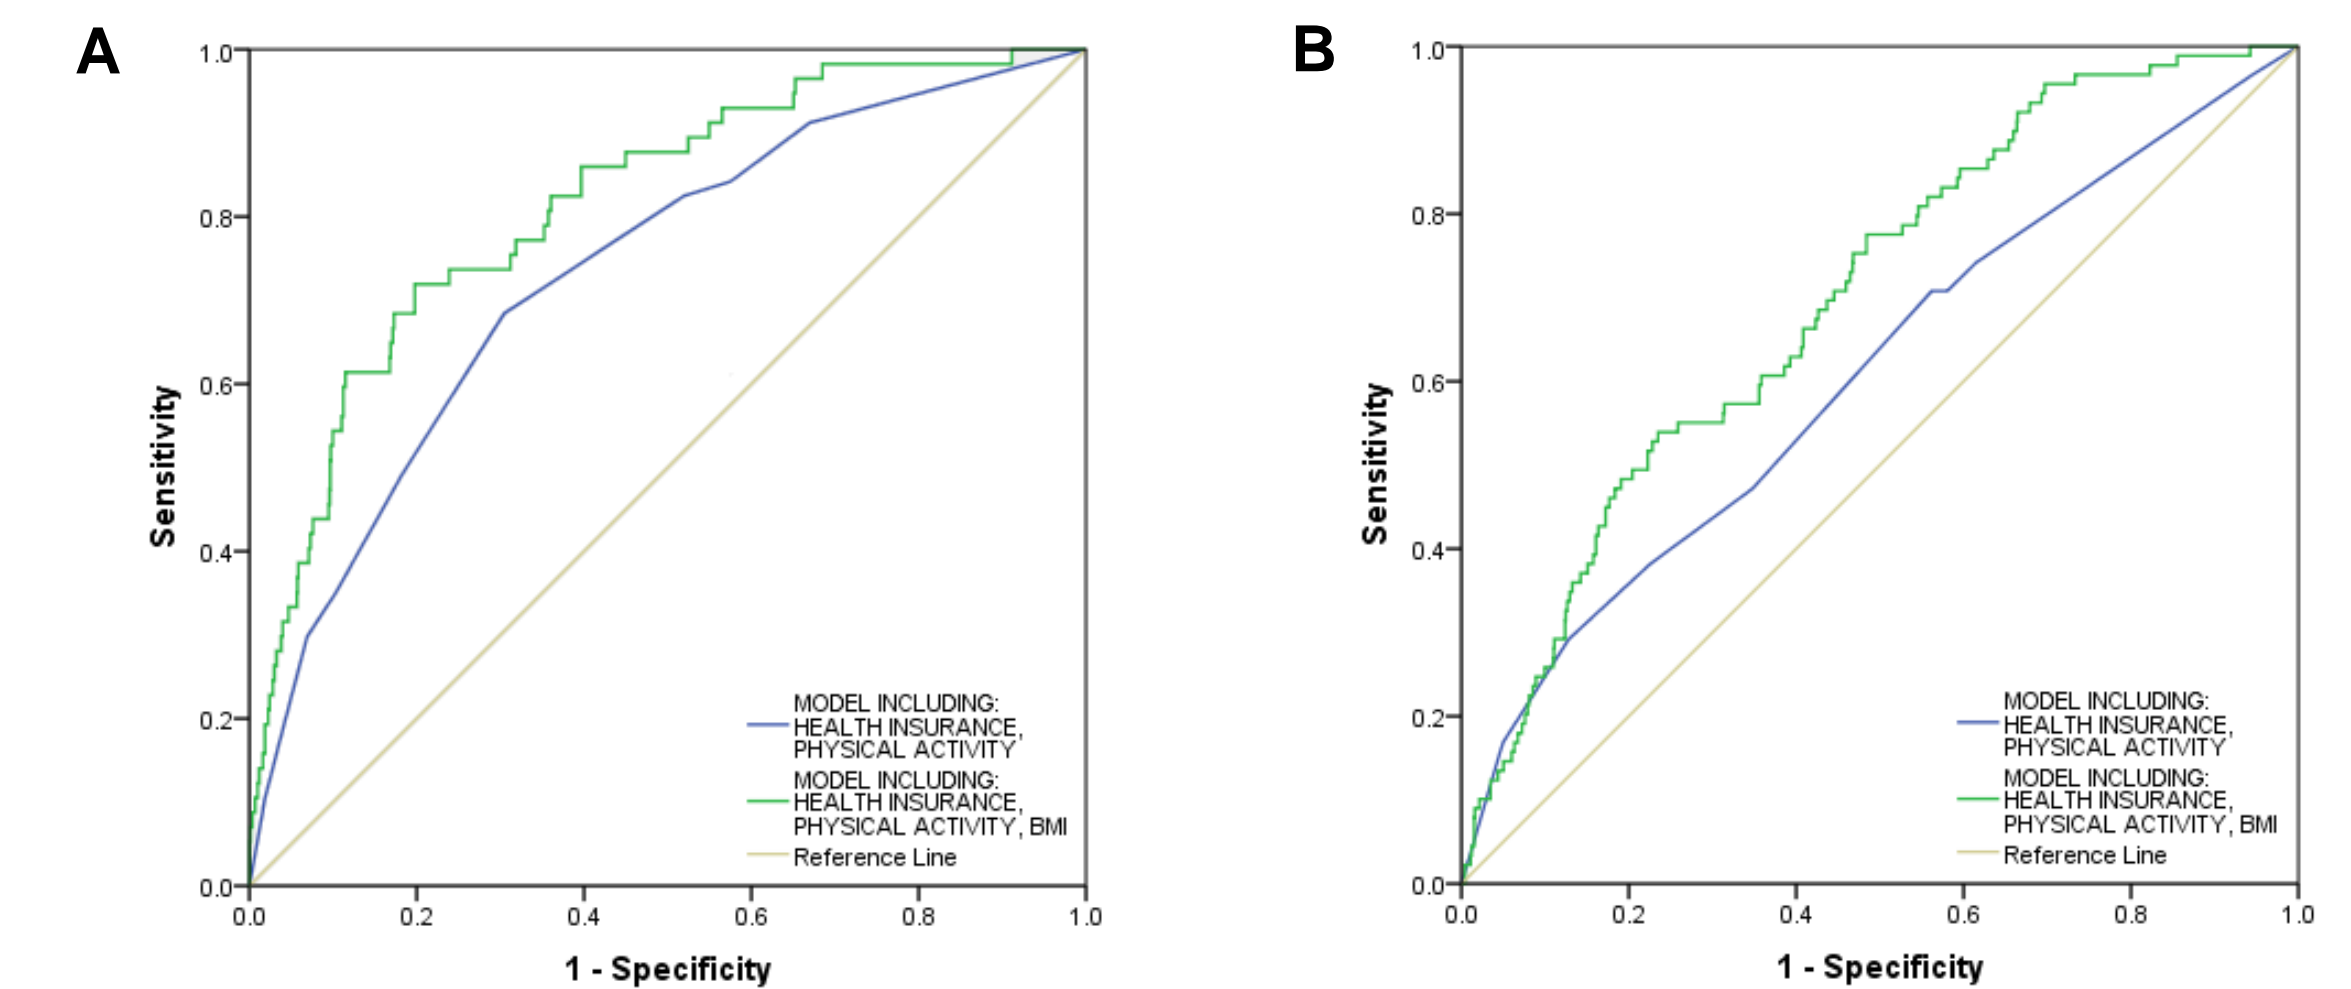 A
1.0
0.8
0.6
0.4
0.2
0.0
Sensitivity
0.0 0.2 0.4 0.6 0.8 1.0
1 - Specificity
MODEL INCLUDING:
HEALTH INSURANCE,
PHYSICAL ACTIVITY
MODEL INCLUDING:
HEALTH INSURANCE,
PHYSICAL ACTIVITY, BMI
Reference Line
B
1.0
0.8
0.6
0.4
0.2
0.0
Sensitivity
0.0 0.2 0.4 0.6 0.8 1.0
1 - Specificity
MODEL INCLUDING:
HEALTH INSURANCE,
PHYSICAL ACTIVITY
MODEL INCLUDING:
HEALTH INSURANCE,
PHYSICAL ACTIVITY, BMI
Reference Line